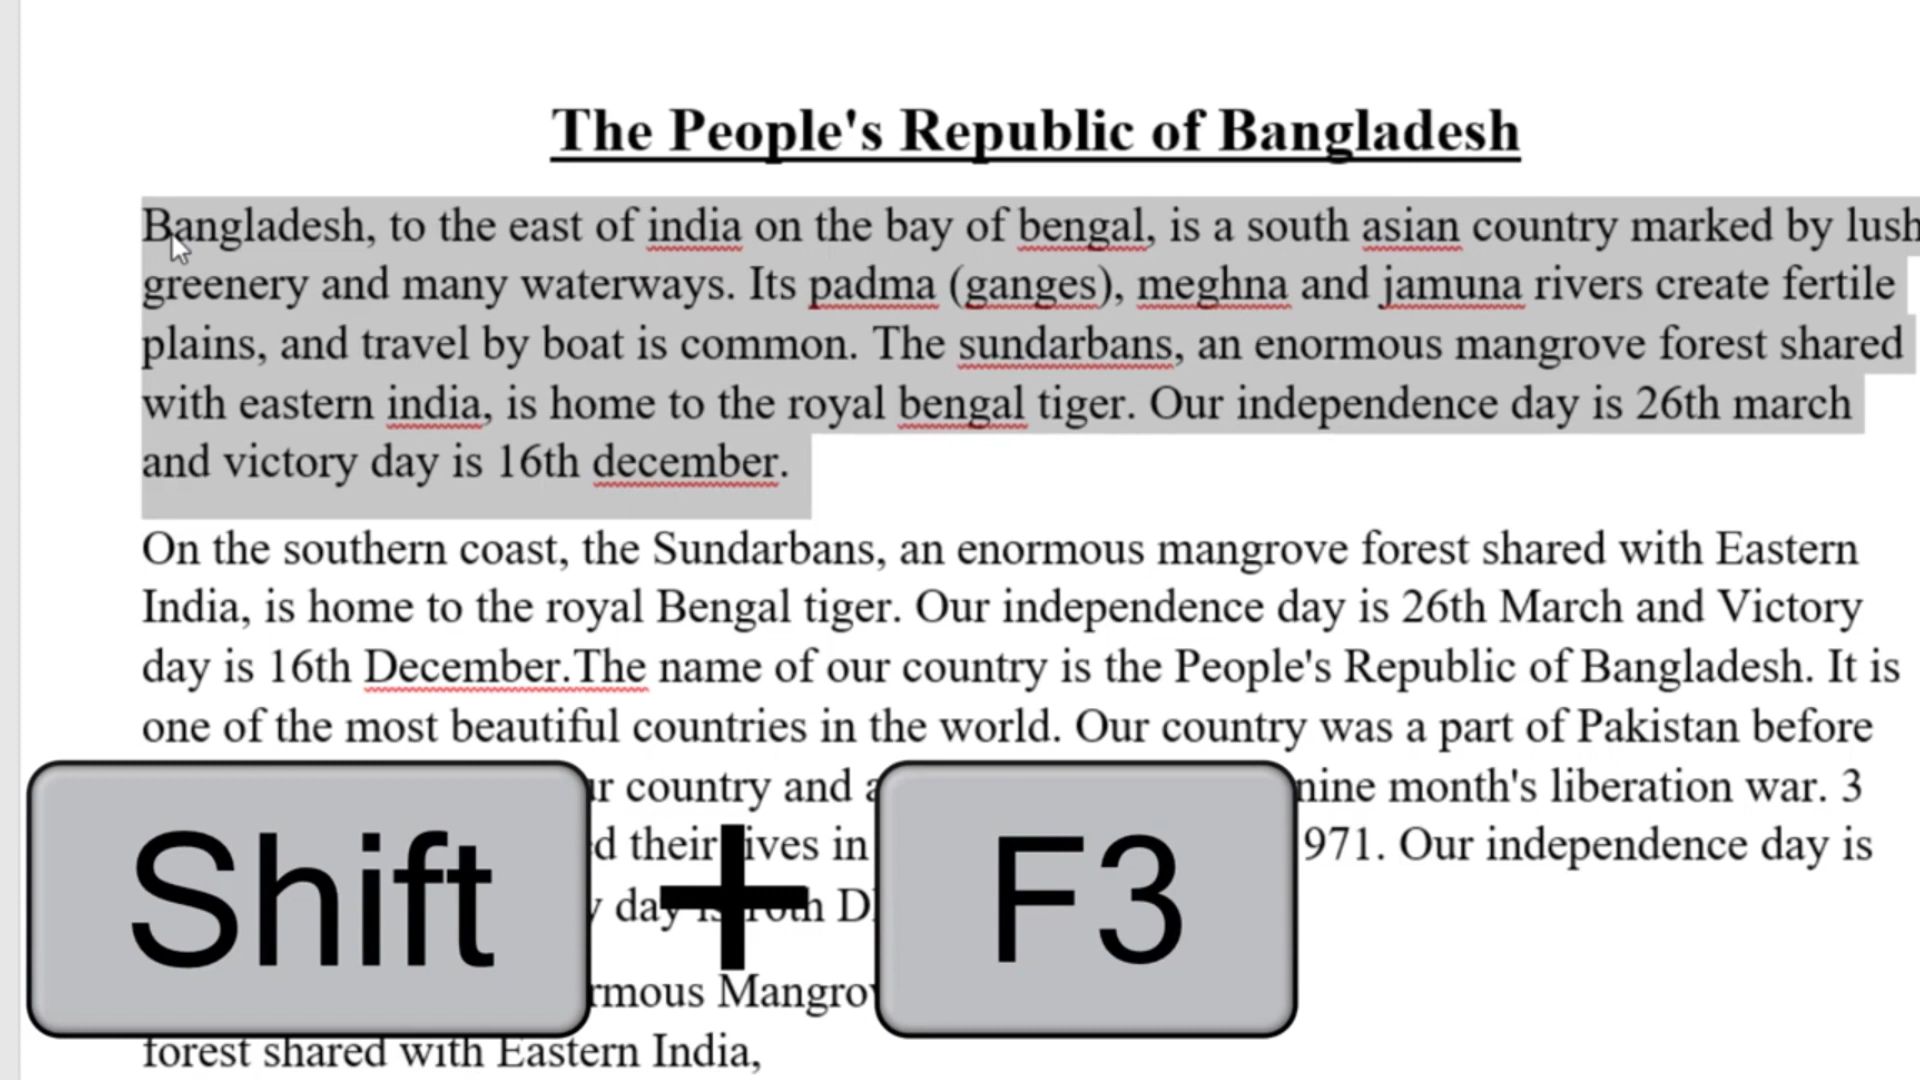 The People's Republic of Bangladesh
Bangladesh, to the east of india on the bay of bengal, is a south asian country marked by lush
greenery and many waterways. Its padma (ganges), meghna and jamuna rivers create fertile
plains, and travel by boat is common. The sundarbans, an enormous mangrove forest shared
with eastern india, is home to the royal bengal tiger. Our independence day is 26th march
and victory day is 16th december.
On the southern coast, the Sundarbans, an enormous mangrove forest shared with Eastern
India, is home to the royal Bengal tiger. Our independence day is 26th March and Victory
day is 16th December.The name of our country is the People's Republic of Bangladesh. It is
one of the most beautiful countries in the world. Our country was a part of Pakistan before
country and nine month's liberation war. 3
their in 971. Our independence day is
day
Shift + F3
forest shared with Eastern India,